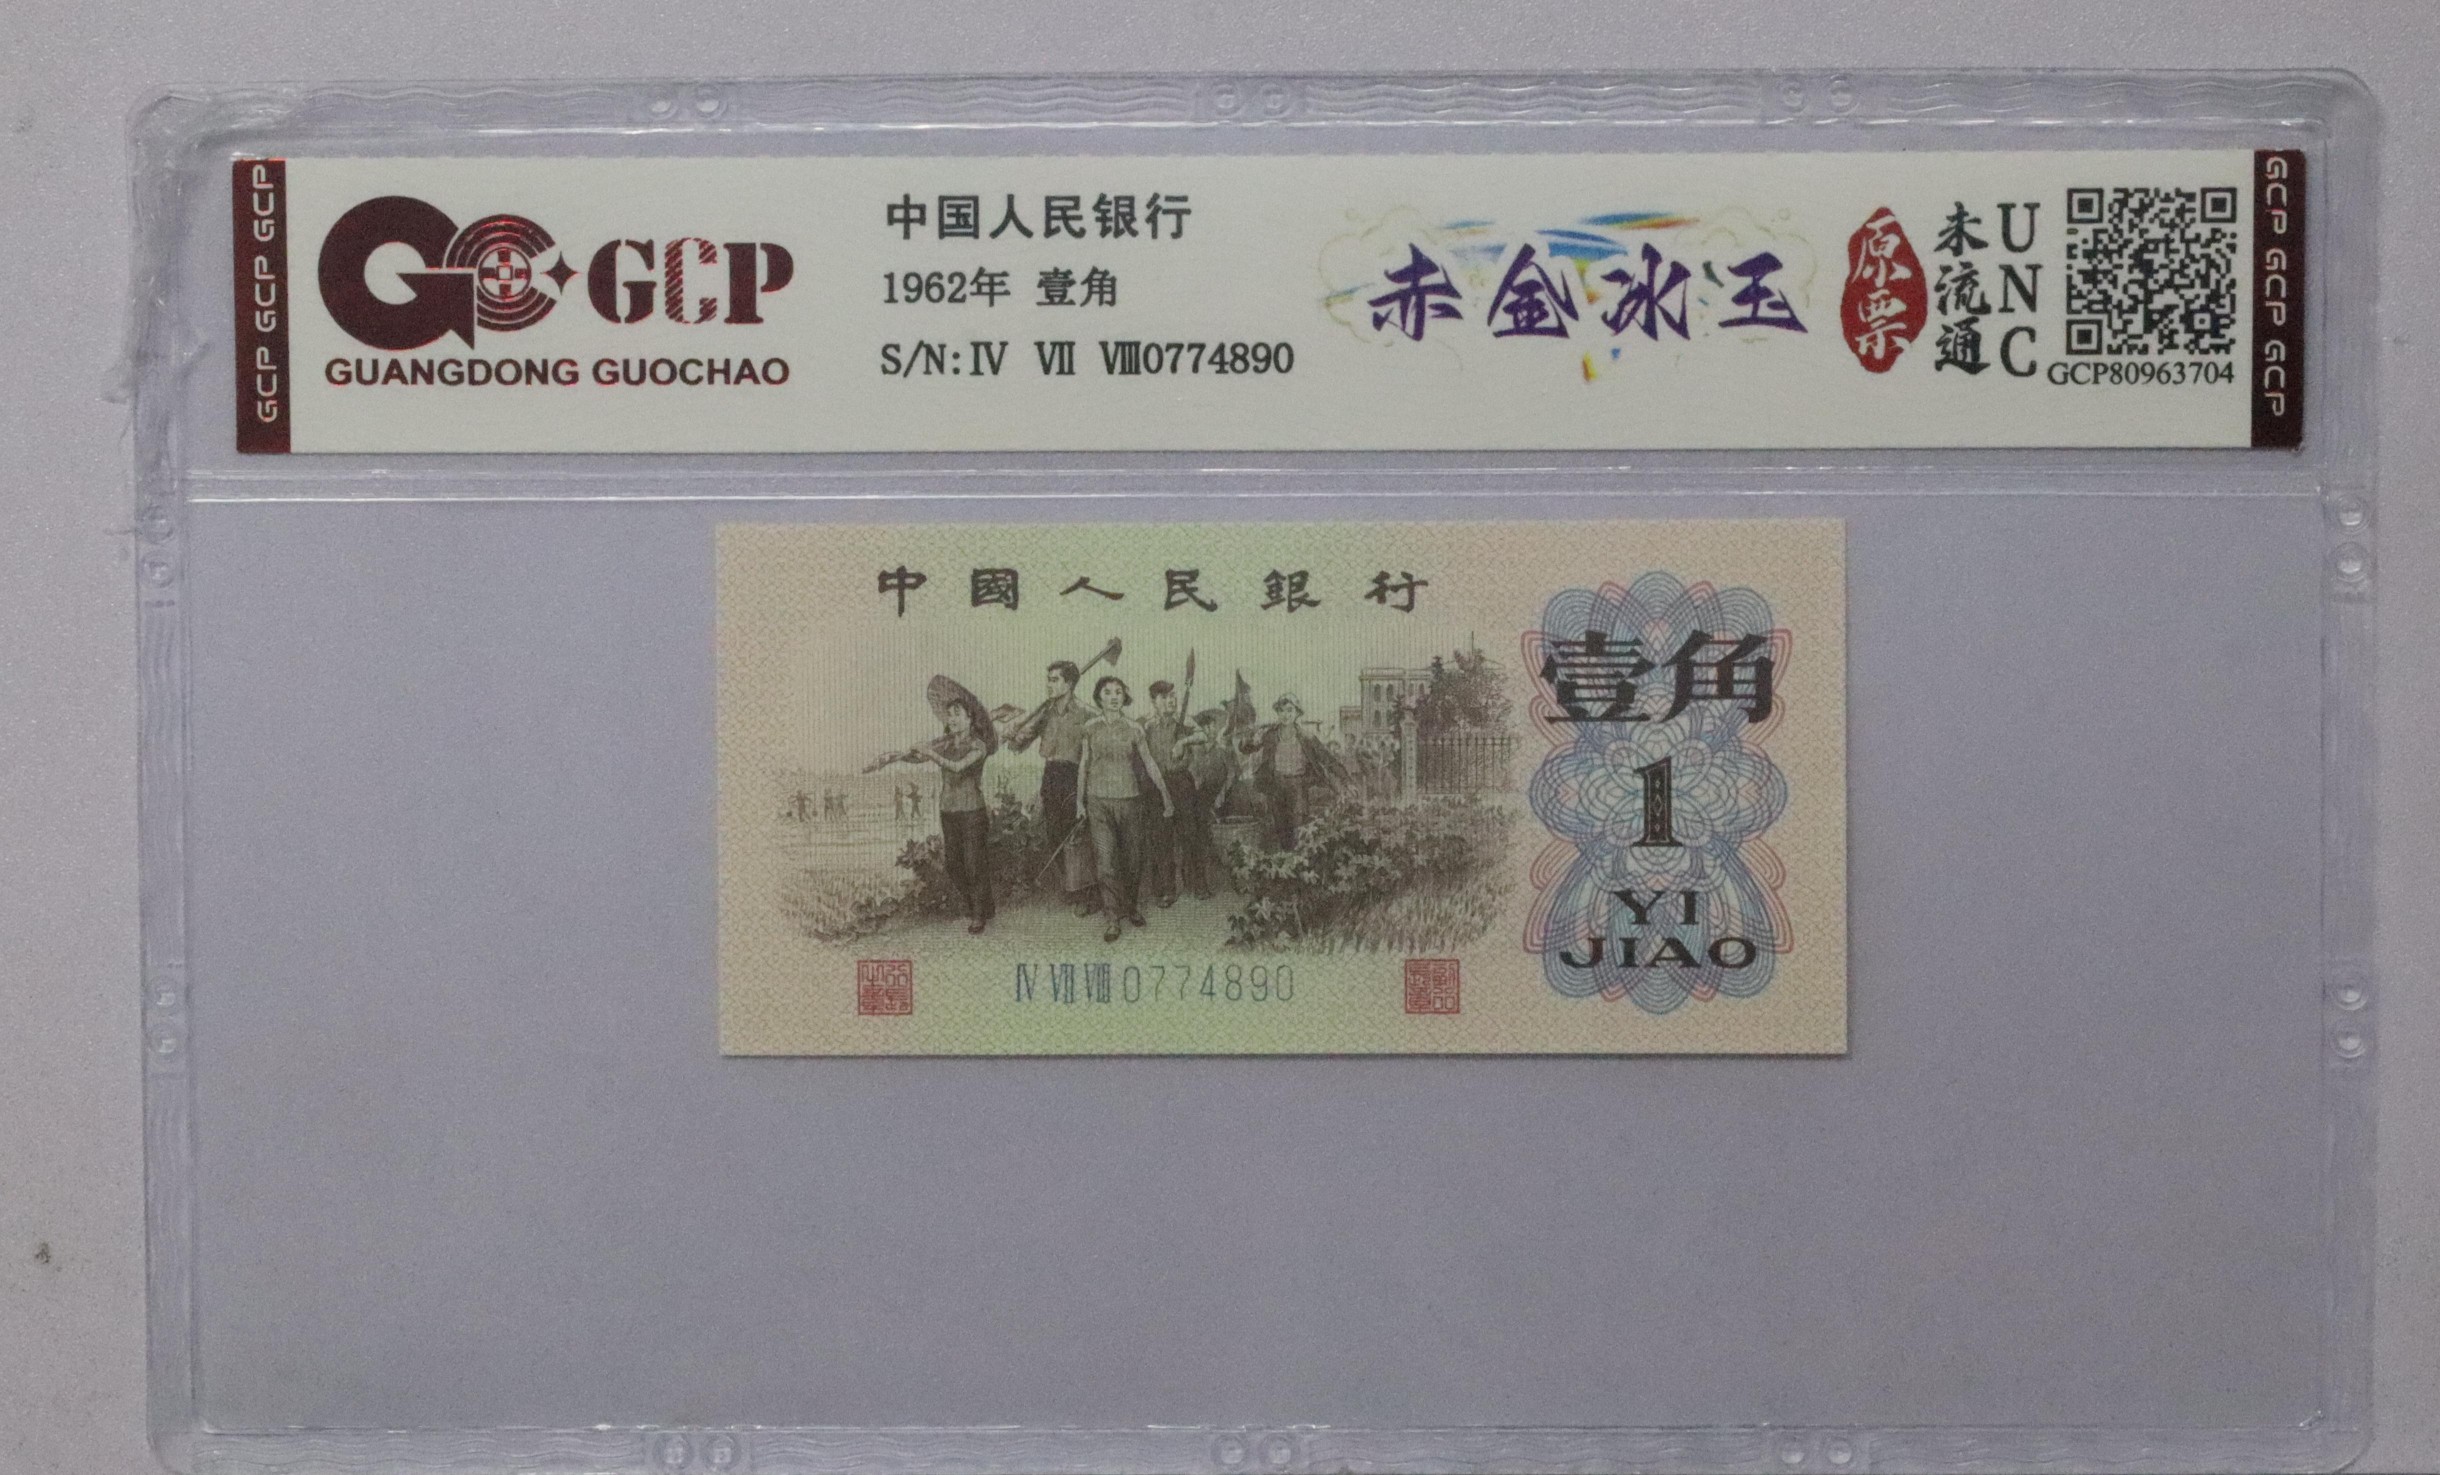 GCP GCP GCP
GCP
GUANGDONG GUOCHAO
中国人民银行
1962年 壹角
S/N: Ⅳ Ⅶ Ⅷ0774890
赤金冰玉
原票
未流通
UNC
GCP80963704
GCP GCP GCP
中國人民銀行
壹角
1
YI
JIAO
Ⅳ Ⅶ Ⅷ 0774890